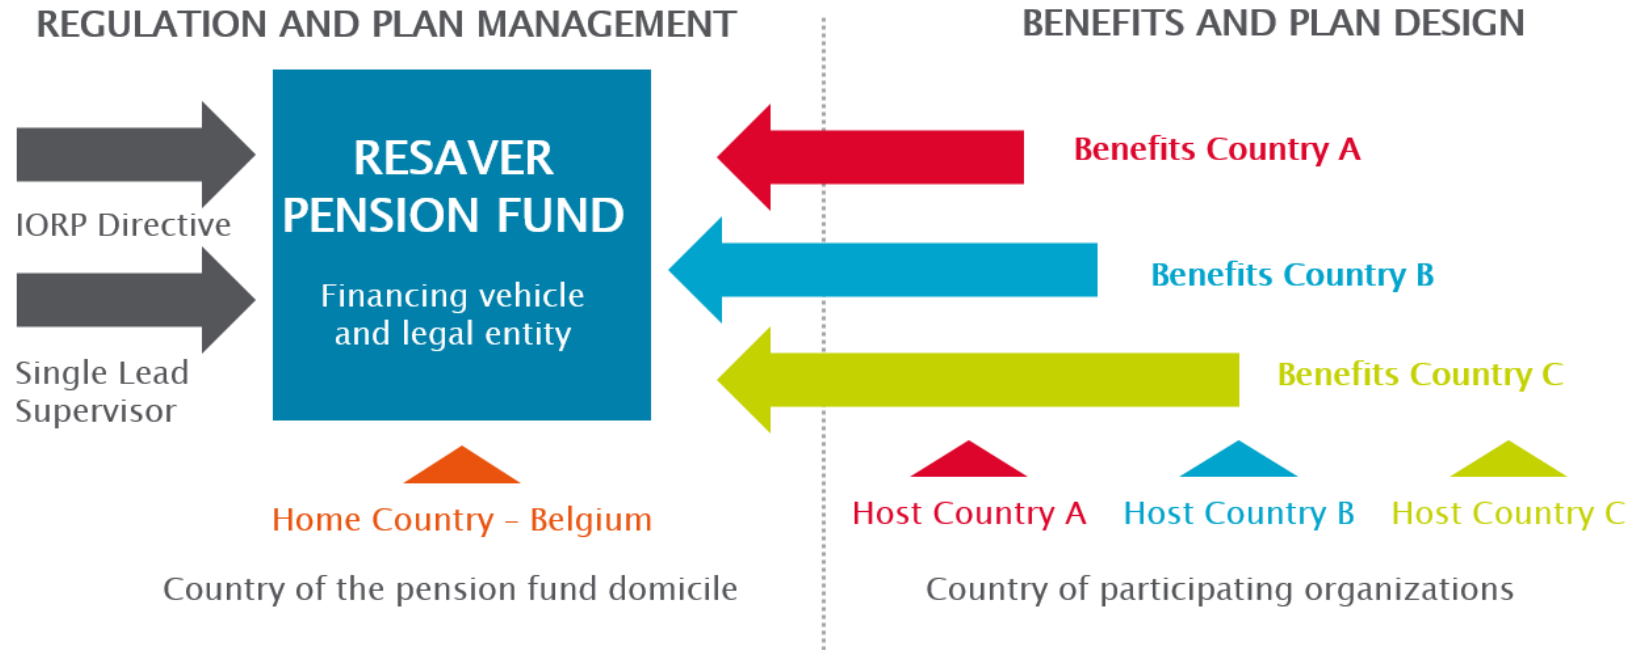 REGULATION AND PLAN MANAGEMENT
BENEFITS AND PLAN DESIGN
RESAVER
PENSION FUND
Financing vehicle
and legal entity
IORP Directive
Single Lead
Supervisor
Benefits Country A
Benefits Country B
Benefits Country C
Home Country – Belgium
Host Country A
Host Country B
Host Country C
Country of the pension fund domicile
Country of participating organizations